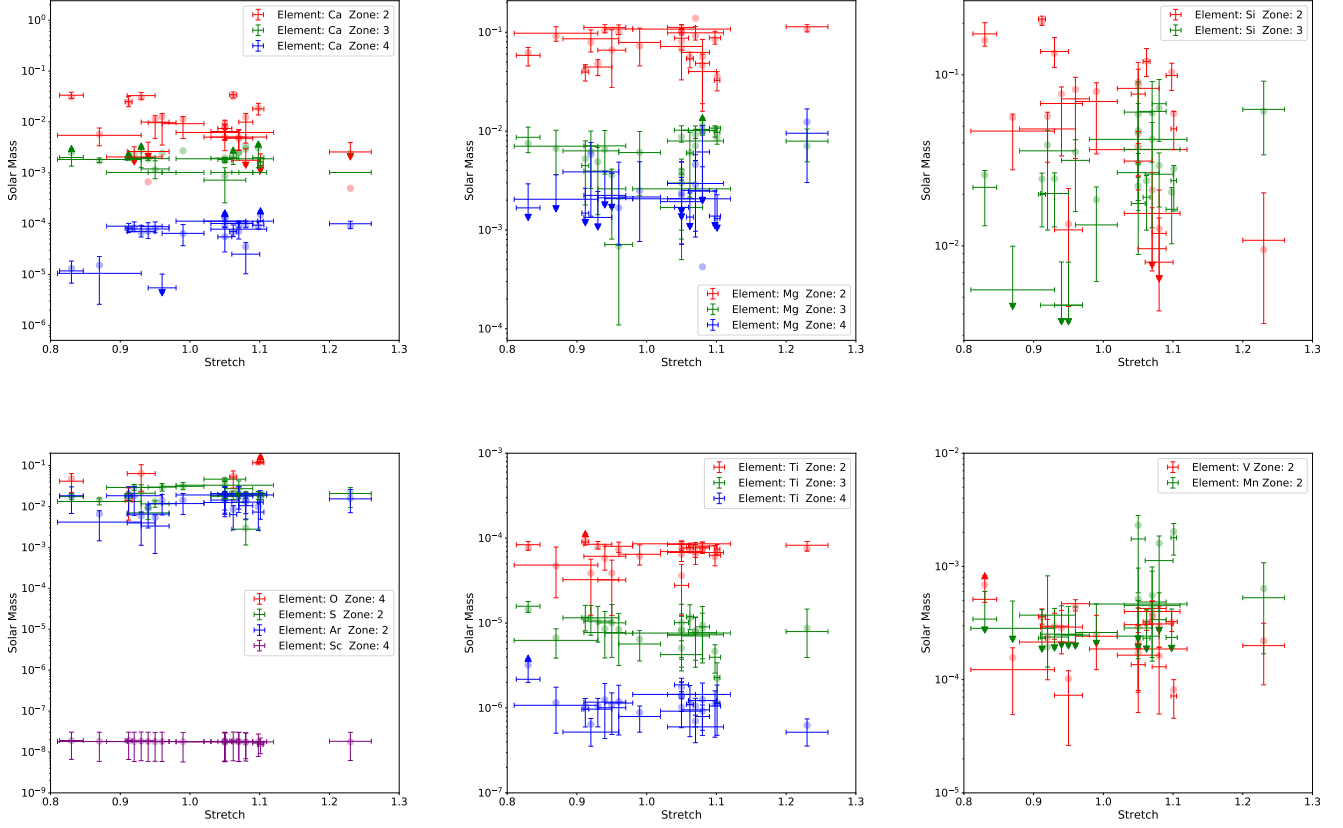 10^0
10^-1
10^-2
10^-3
10^-4
10^-5
10^-6
Solar Mass
0.8 0.9 1.0 1.1 1.2 1.3
Stretch
Element: Ca Zone: 2
Element: Ca Zone: 3
Element: Ca Zone: 4
10^-1
10^-2
10^-3
10^-4
Solar Mass
0.8 0.9 1.0 1.1 1.2 1.3
Stretch
Element: Mg Zone: 2
Element: Mg Zone: 3
Element: Mg Zone: 4
10^-1
10^-2
Solar Mass
0.8 0.9 1.0 1.1 1.2 1.3
Stretch
Element: Si Zone: 2
Element: Si Zone: 3
10^-1
10^-2
10^-3
10^-4
10^-5
10^-6
10^-7
10^-8
10^-9
Solar Mass
0.8 0.9 1.0 1.1 1.2 1.3
Stretch
Element: O Zone: 4
Element: S Zone: 2
Element: Ar Zone: 2
Element: Sc Zone: 4
10^-3
10^-4
10^-5
10^-6
10^-7
Solar Mass
0.8 0.9 1.0 1.1 1.2 1.3
Stretch
Element: Ti Zone: 2
Element: Ti Zone: 3
Element: Ti Zone: 4
10^-2
10^-3
10^-4
10^-5
Solar Mass
0.8 0.9 1.0 1.1 1.2 1.3
Stretch
Element: V Zone: 2
Element: Mn Zone: 2